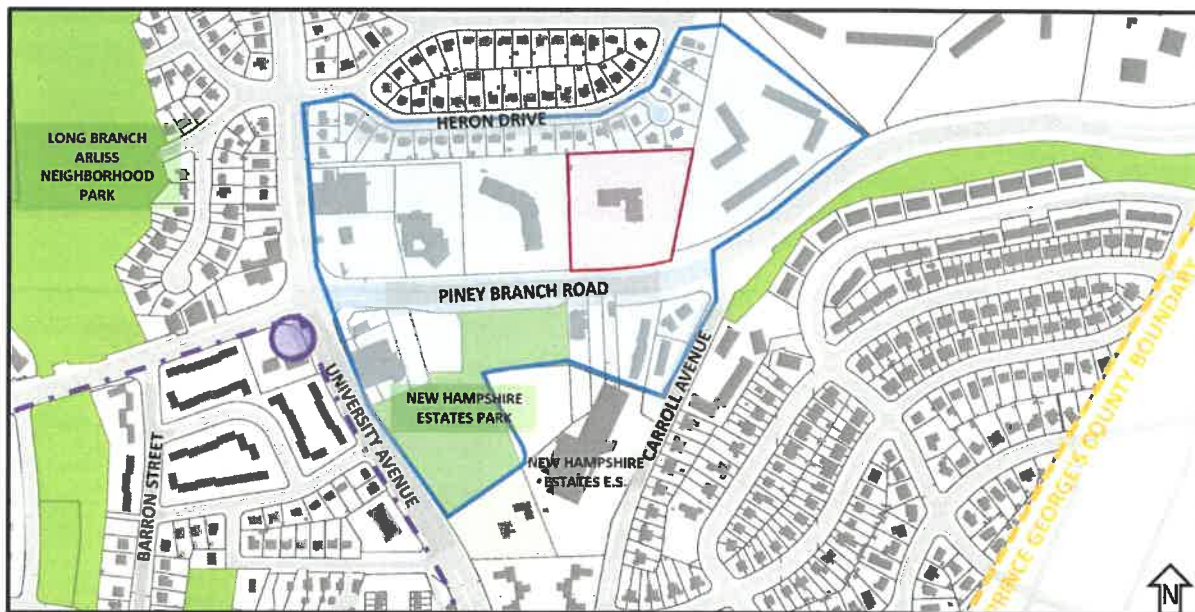 HERON DRIVE
LONG BRANCH
ARLISS
NEIGHBORHOOD
PARK
PINEY BRANCH ROAD
UNIVERSITY AVENUE
NEW HAMPSHIRE
ESTATES PARK
CARROLL AVENUE
NEW HAMPSHIRE
ESTATES E.S.
BARRON STREET
PRINCE GEORGE'S COUNTY BOUNDARY
N